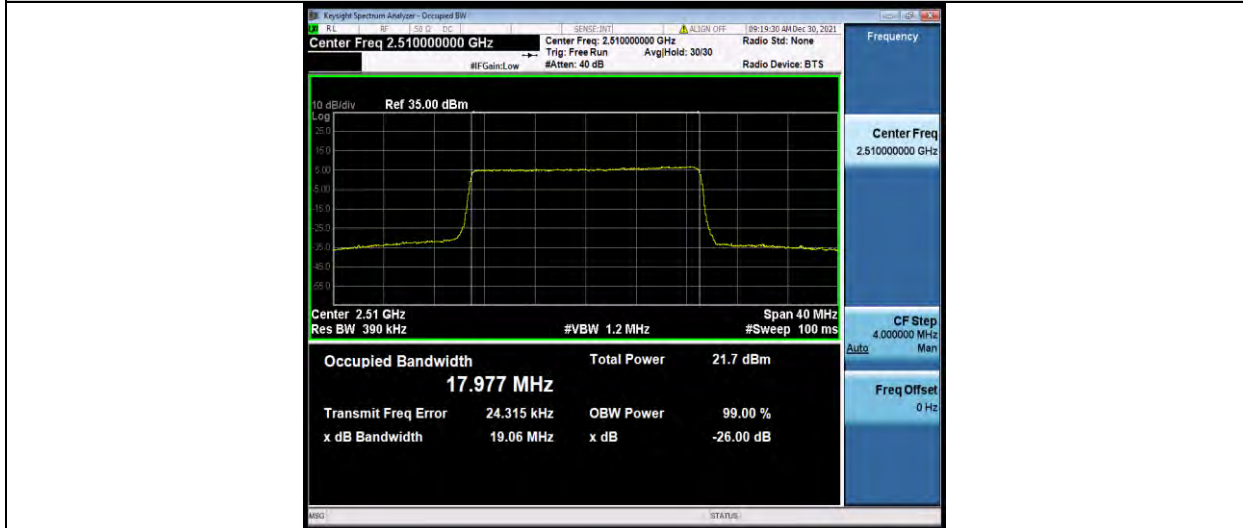 Keysight Spectrum Analyzer - Occupied BW
RL RF 50 Ω DC SENSE:INT ALIGN OFF 09:19:30 AM Dec 30, 2021
Center Freq 2.510000000 GHz
Center Freq: 2.510000000 GHz
Radio Std: None
Trig: Free Run Avg|Hold: 30/30
#IFGain:Low
#Atten: 40 dB
Radio Device: BTS
10 dB/div Ref 35.00 dBm
Log
25.0
15.0
5.00
-5.00
-15.0
-25.0
-35.0
-45.0
-55.0
Center 2.51 GHz
Span 40 MHz
Res BW 390 kHz
#VBW 1.2 MHz
#Sweep 100 ms
Occupied Bandwidth
Total Power 21.7 dBm
17.977 MHz
Transmit Freq Error 24.315 kHz
OBW Power 99.00 %
x dB Bandwidth 19.06 MHz
x dB -26.00 dB
MSG
STATUS
Frequency
Center Freq
2.510000000 GHz
CF Step
4.000000 MHz
Auto Man
Freq Offset
0 Hz